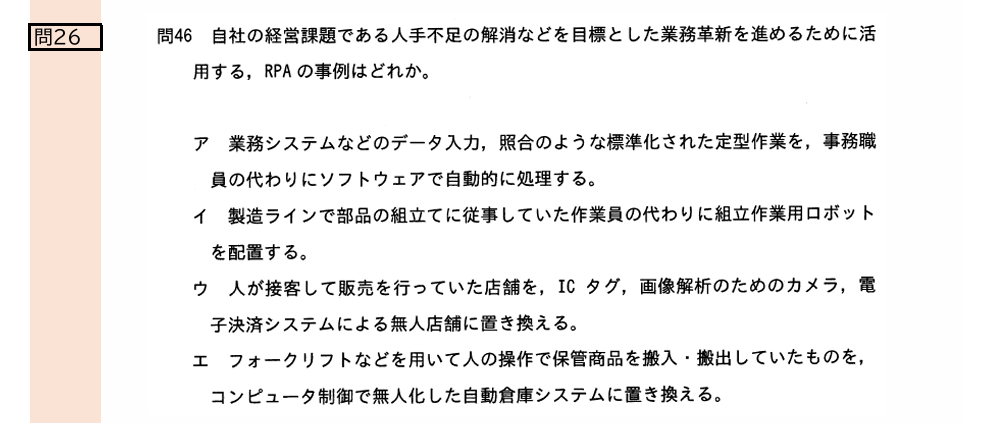 問26
問46 自社の経営課題である人手不足の解消などを目標とした業務革新を進めるために活
用する，RPA の事例はどれか。
ア 業務システムなどのデータ入力，照合のような標準化された定型作業を，事務職
員の代わりにソフトウェアで自動的に処理する。
イ 製造ラインで部品の組立てに従事していた作業員の代わりに組立作業用ロボット
を配置する。
ウ 人が接客して販売を行っていた店舗を，IC タグ，画像解析のためのカメラ，電
子決済システムによる無人店舗に置き換える。
エ フォークリフトなどを用いて人の操作で保管商品を搬入・搬出していたものを，
コンピュータ制御で無人化した自動倉庫システムに置き換える。